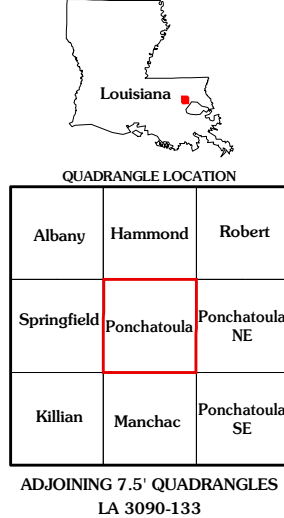 Louisiana
QUADRANGLE LOCATION
Albany Hammond Robert
Springfield Ponchatoula Ponchatoula
NE
Killian Manchac Ponchatoula
SE
ADJOINING 7.5' QUADRANGLES
LA 3090-133